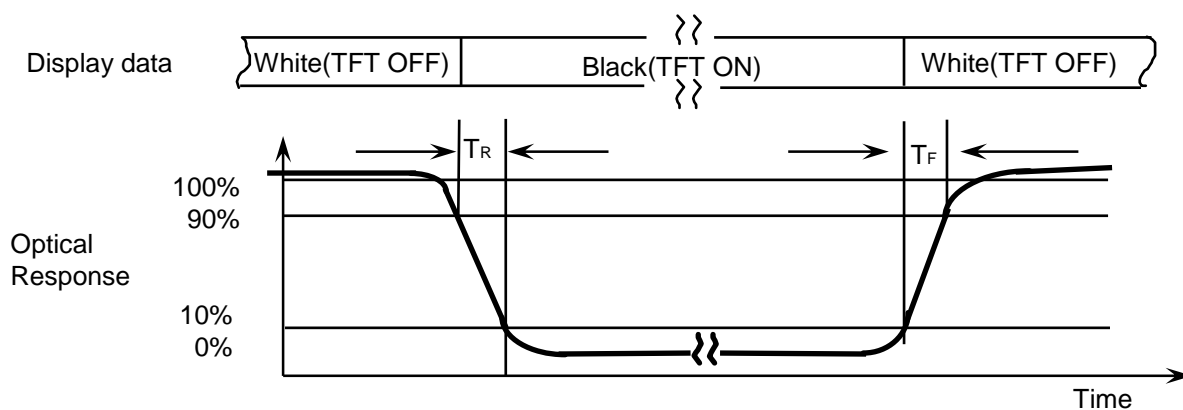 Display data
White(TFT OFF)
Black(TFT ON)
White(TFT OFF)
TR
TF
100%
90%
Optical
Response
10%
0%
Time